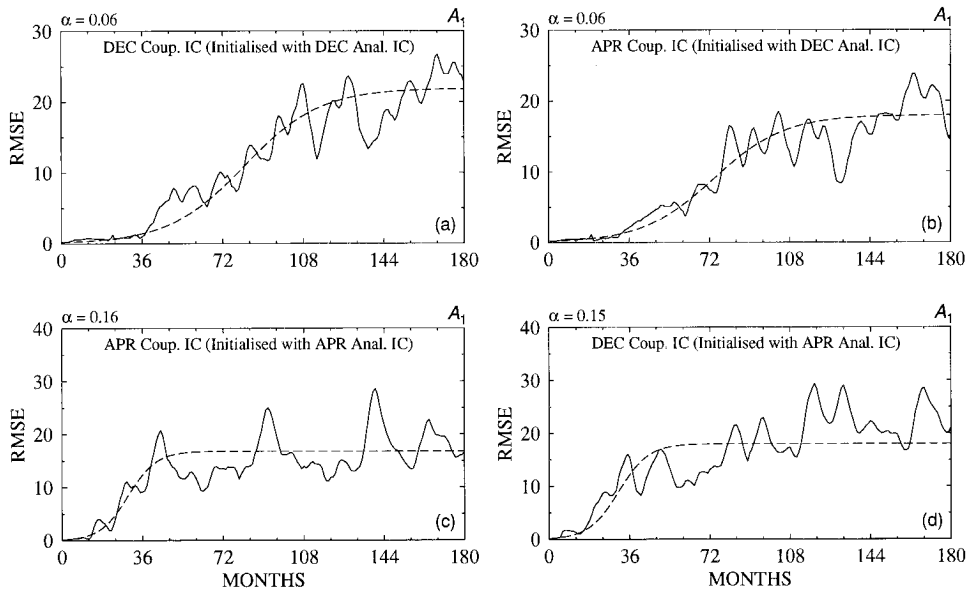 α = 0.06
A1
DEC Coup. IC (Initialised with DEC Anal. IC)
RMSE
30
20
10
0
(a)
0 36 72 108 144 180
α = 0.06
A1
APR Coup. IC (Initialised with DEC Anal. IC)
RMSE
30
20
10
0
(b)
0 36 72 108 144 180
α = 0.16
A1
APR Coup. IC (Initialised with APR Anal. IC)
RMSE
40
30
20
10
0
(c)
0 36 72 108 144 180
MONTHS
α = 0.15
A1
DEC Coup. IC (Initialised with APR Anal. IC)
RMSE
40
30
20
10
0
(d)
0 36 72 108 144 180
MONTHS